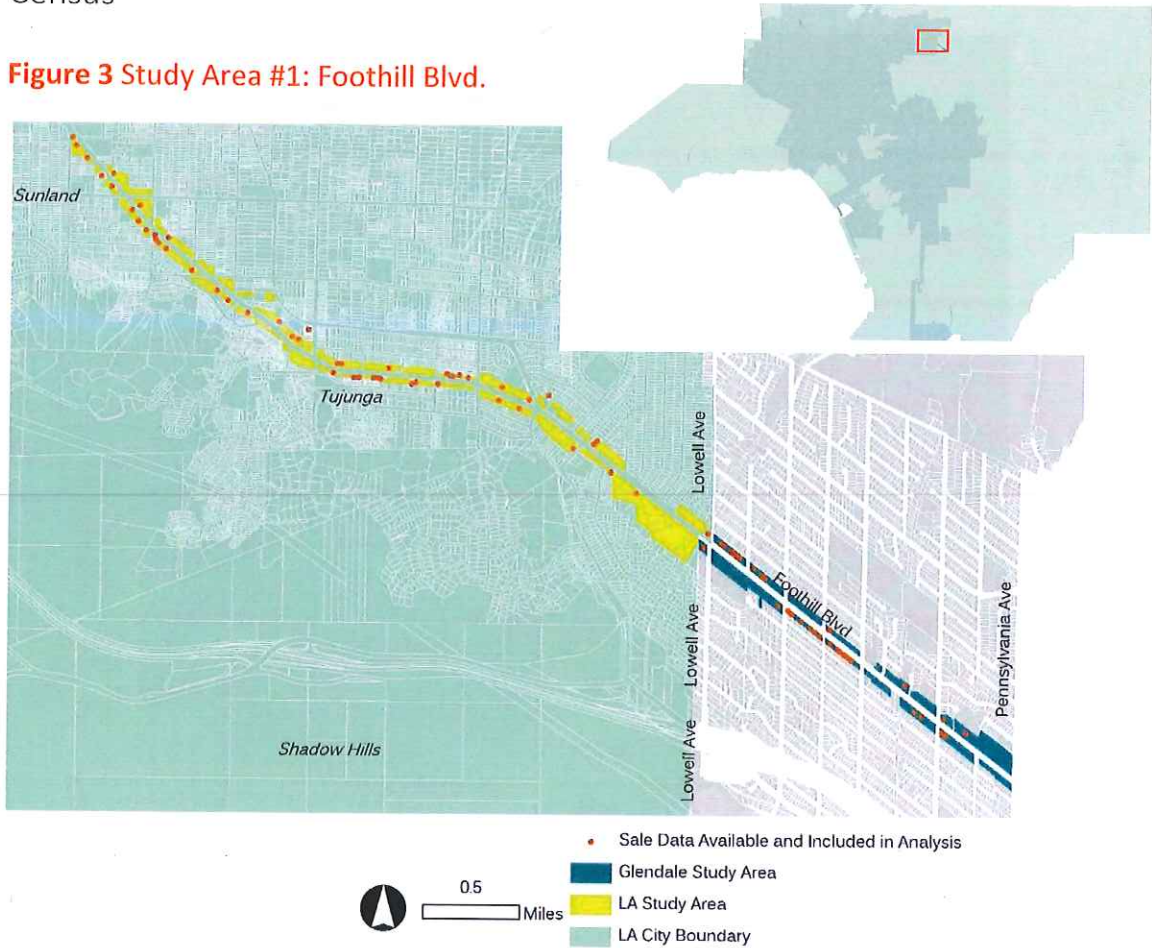 Census
Figure 3 Study Area #1: Foothill Blvd.
Sunland
Tujunga
Lowell Ave
Foothill Blvd
Lowell Ave
Pennsylvania Ave
Shadow Hills
Lowell Ave
Sale Data Available and Included in Analysis
Glendale Study Area
0.5
Miles
LA Study Area
LA City Boundary